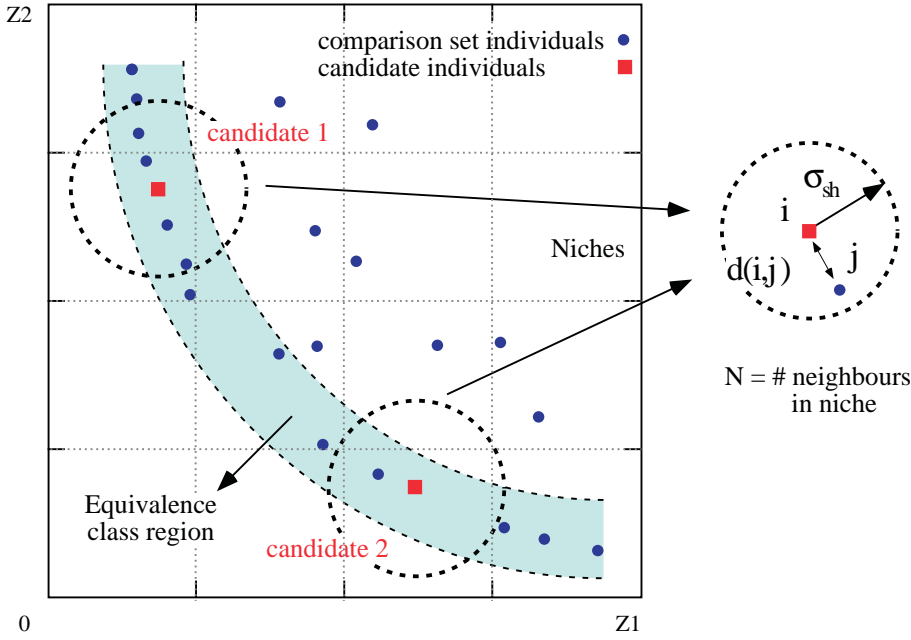 Z2
comparison set individuals
candidate individuals
candidate 1
σsh
i
j
d(i,j)
Niches
N = # neighbours
in niche
Equivalence
class region
candidate 2
0
Z1